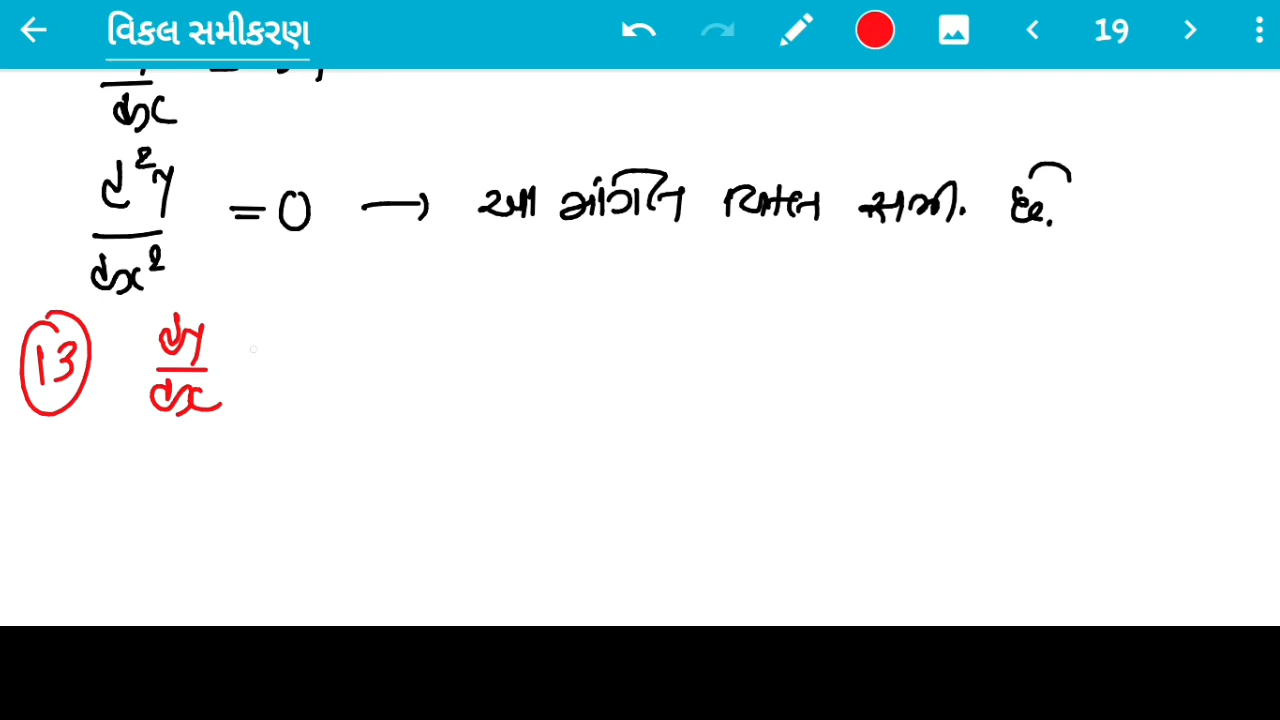 વિકલ સમીકરણ 19
dx
d²y/dx² = 0 → આ માંગેલ વિકલ સમી. છે.
13 dy/dx